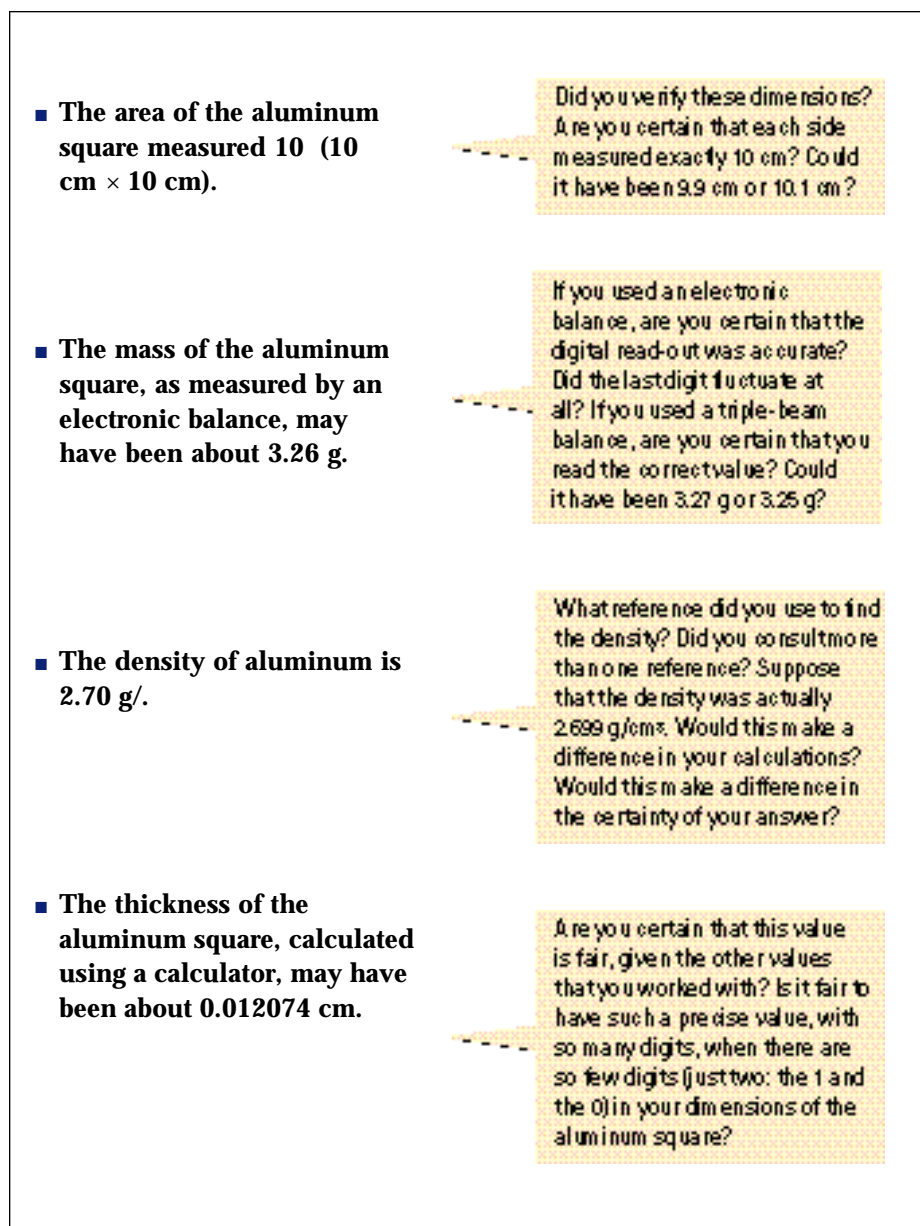 ■ The area of the aluminum
square measured 10 (10
cm × 10 cm).
Did you verify these dimensions?
Are you certain that each side
measured exactly 10 cm? Could
it have been 9.9 cm or 10.1 cm?
■ The mass of the aluminum
square, as measured by an
electronic balance, may
have been about 3.26 g.
If you used an electronic
balance, are you certain that the
digital read-out was accurate?
Did the last digit fluctuate at
all? If you used a triple-beam
balance, are you certain that you
read the correct value? Could
it have been 3.27 g or 3.25 g?
■ The density of aluminum is
2.70 g/.
What reference did you use to find
the density? Did you consult more
than one reference? Suppose
that the density was actually
2.699 g/cm³. Would this make a
difference in your calculations?
Would this make a difference in
the certainty of your answer?
■ The thickness of the
aluminum square, calculated
using a calculator, may have
been about 0.012074 cm.
Are you certain that this value
is fair, given the other values
that you worked with? Is it fair to
have such a precise value, with
so many digits, when there are
so few digits (just two: the 1 and
the 0) in your dimensions of the
aluminum square?